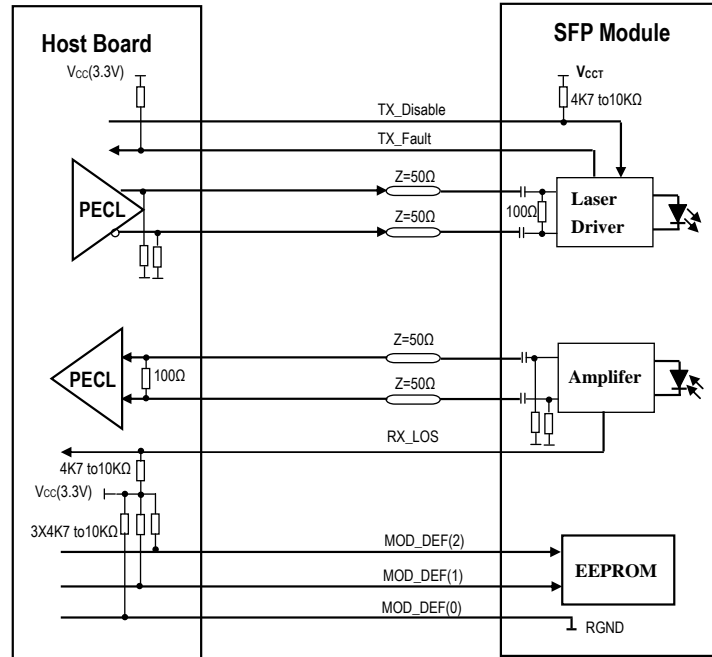 Host Board
SFP Module
Vcc(3.3V)
VCCT
4K7 to10KΩ
TX_Disable
TX_Fault
PECL
Z=50Ω
Z=50Ω
100Ω
Laser
Driver
Z=50Ω
PECL
100Ω
Z=50Ω
Amplifer
RX_LOS
4K7 to10KΩ
Vcc(3.3V)
3X4K7 to10KΩ
MOD_DEF(2)
EEPROM
MOD_DEF(1)
MOD_DEF(0)
RGND